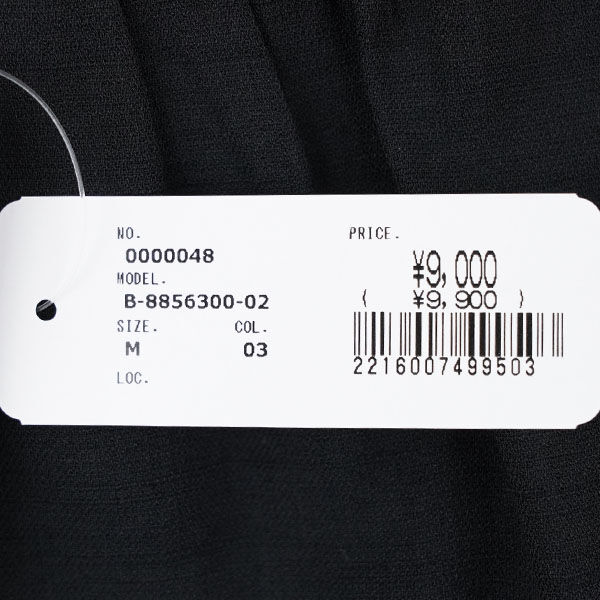 NO.
0000048
MODEL.
B-8856300-02
SIZE. COL.
M 03
LOC.
PRICE.
¥9,000
( ¥9,900 )
2216007499503